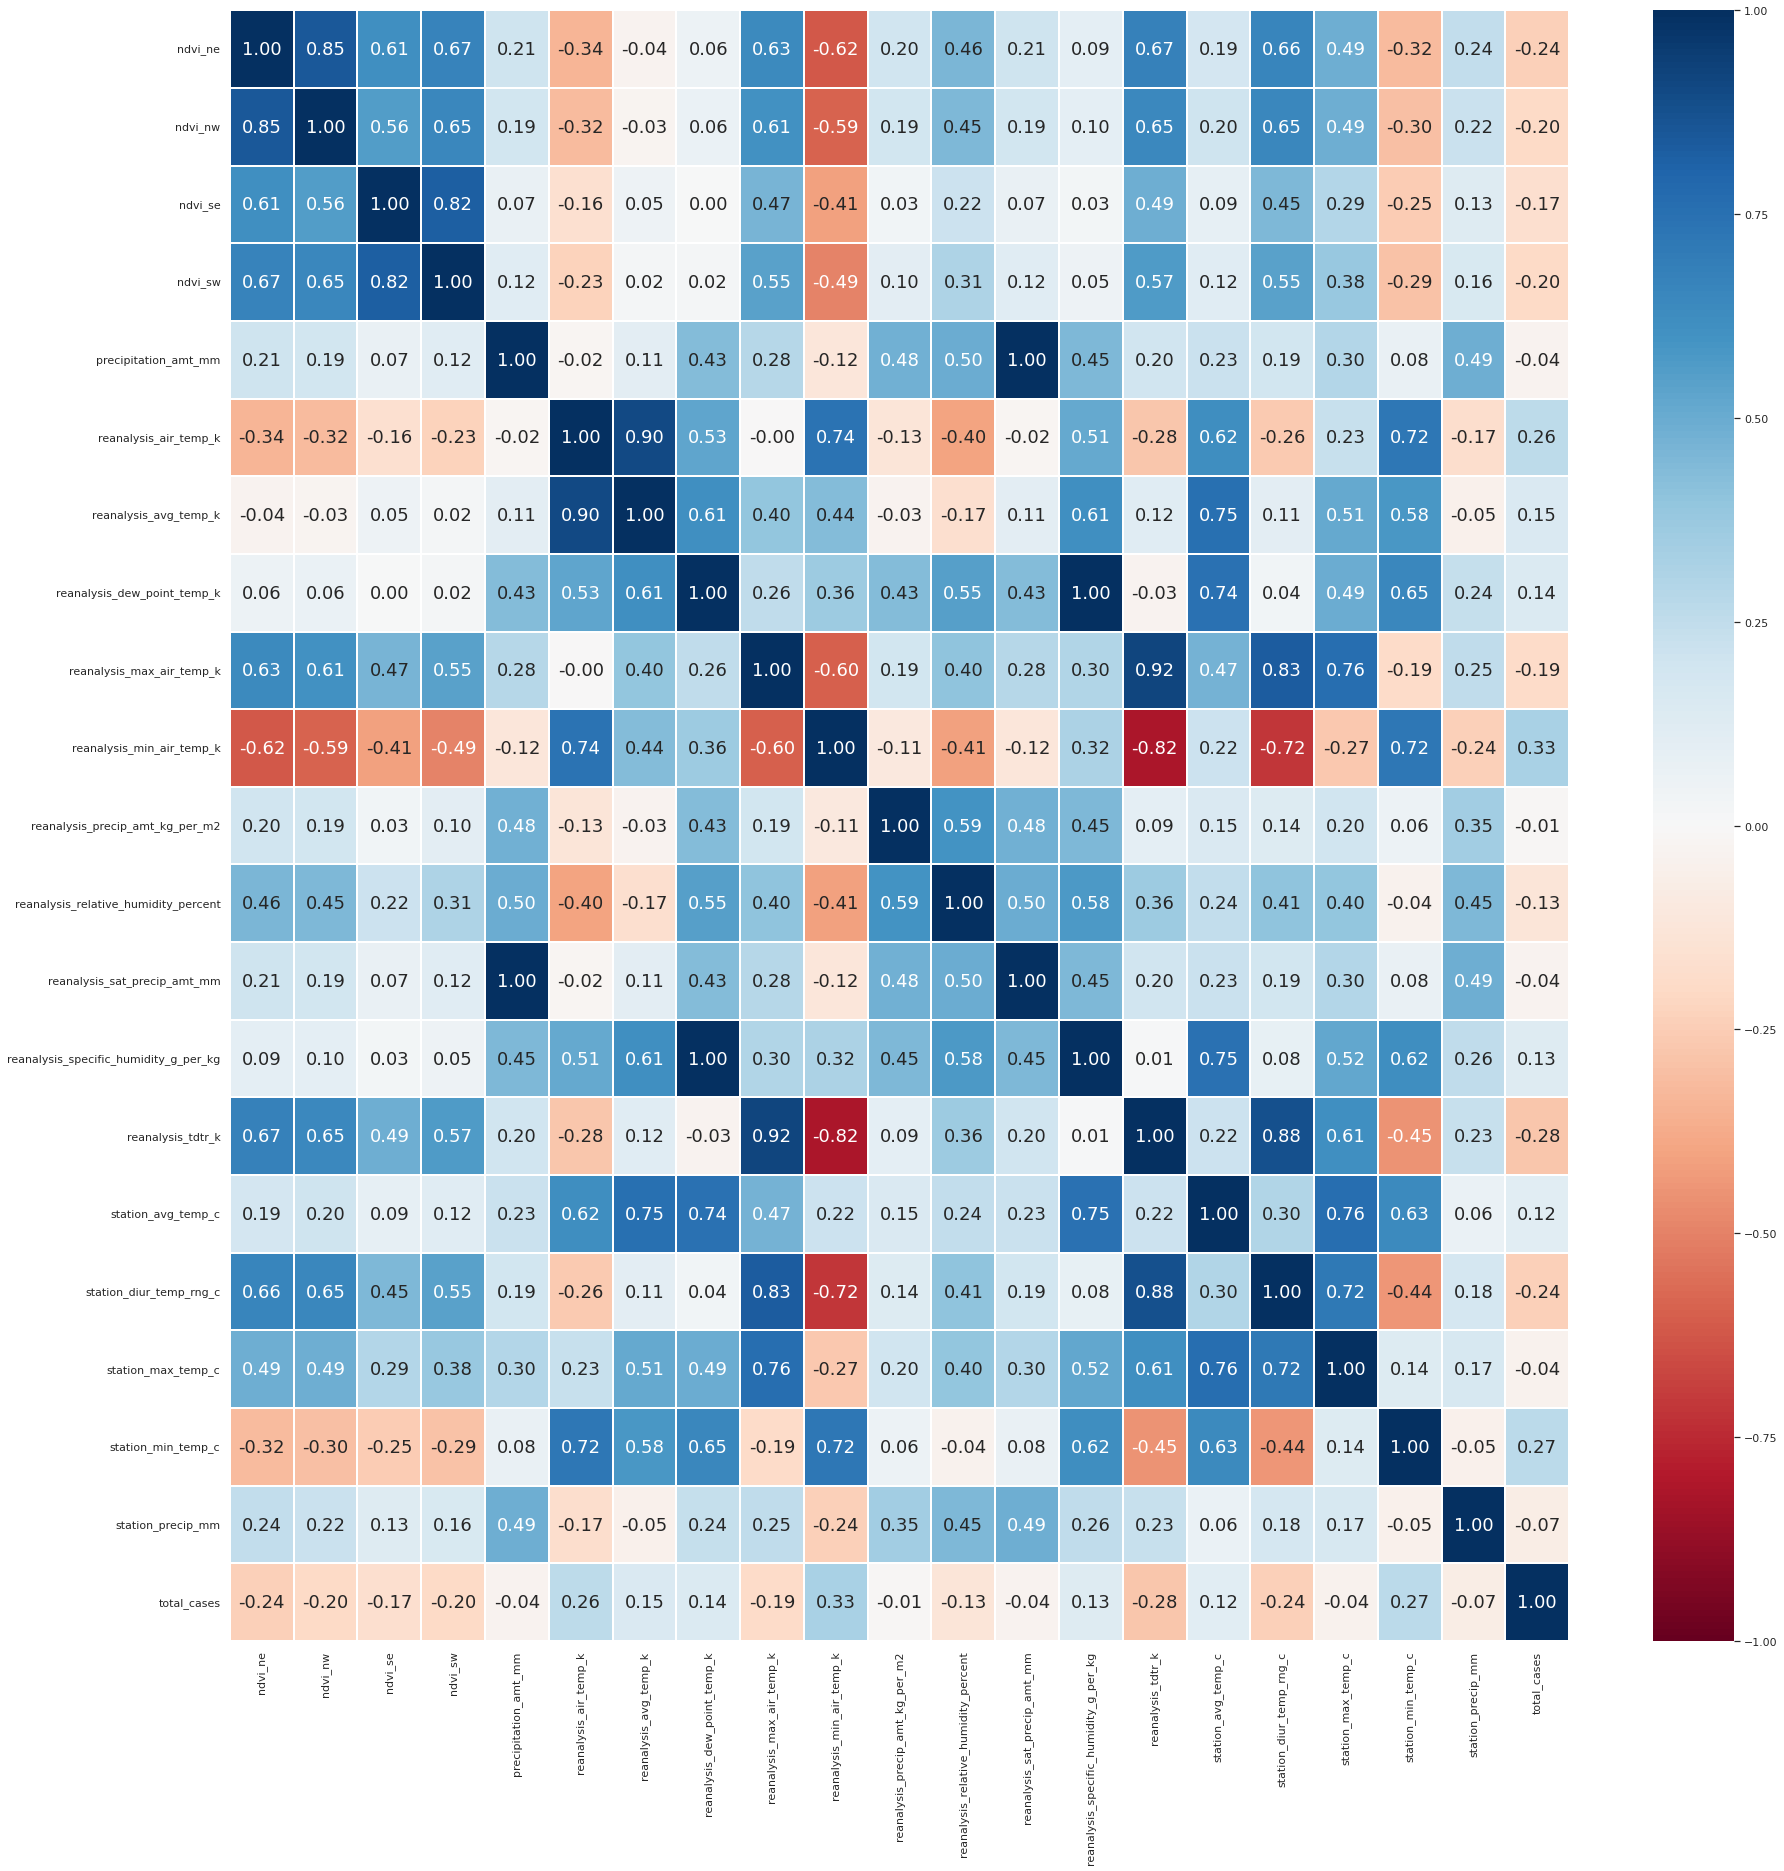 ndvi_ne 1.00 0.85 0.61 0.67 0.21 -0.34 -0.04 0.06 0.63 -0.62 0.20 0.46 0.21 0.09 0.67 0.19 0.66 0.49 -0.32 0.24 -0.24
ndvi_nw 0.85 1.00 0.56 0.65 0.19 -0.32 -0.03 0.06 0.61 -0.59 0.19 0.45 0.19 0.10 0.65 0.20 0.65 0.49 -0.30 0.22 -0.20
ndvi_se 0.61 0.56 1.00 0.82 0.07 -0.16 0.05 0.00 0.47 -0.41 0.03 0.22 0.07 0.03 0.49 0.09 0.45 0.29 -0.25 0.13 -0.17
ndvi_sw 0.67 0.65 0.82 1.00 0.12 -0.23 0.02 0.02 0.55 -0.49 0.10 0.31 0.12 0.05 0.57 0.12 0.55 0.38 -0.29 0.16 -0.20
precipitation_amt_mm 0.21 0.19 0.07 0.12 1.00 -0.02 0.11 0.43 0.28 -0.12 0.48 0.50 1.00 0.45 0.20 0.23 0.19 0.30 0.08 0.49 -0.04
reanalysis_air_temp_k -0.34 -0.32 -0.16 -0.23 -0.02 1.00 0.90 0.53 -0.00 0.74 -0.13 -0.40 -0.02 0.51 -0.28 0.62 -0.26 0.23 0.72 -0.17 0.26
reanalysis_avg_temp_k -0.04 -0.03 0.05 0.02 0.11 0.90 1.00 0.61 0.40 0.44 -0.03 -0.17 0.11 0.61 0.12 0.75 0.11 0.51 0.58 -0.05 0.15
reanalysis_dew_point_temp_k 0.06 0.06 0.00 0.02 0.43 0.53 0.61 1.00 0.26 0.36 0.43 0.55 0.43 1.00 -0.03 0.74 0.04 0.49 0.65 0.24 0.14
reanalysis_max_air_temp_k 0.63 0.61 0.47 0.55 0.28 -0.00 0.40 0.26 1.00 -0.60 0.19 0.40 0.28 0.30 0.92 0.47 0.83 0.76 -0.19 0.25 -0.19
reanalysis_min_air_temp_k -0.62 -0.59 -0.41 -0.49 -0.12 0.74 0.44 0.36 -0.60 1.00 -0.11 -0.41 -0.12 0.32 -0.82 0.22 -0.72 -0.27 0.72 -0.24 0.33
reanalysis_precip_amt_kg_per_m2 0.20 0.19 0.03 0.10 0.48 -0.13 -0.03 0.43 0.19 -0.11 1.00 0.59 0.48 0.45 0.09 0.15 0.14 0.20 0.06 0.35 -0.01
reanalysis_relative_humidity_percent 0.46 0.45 0.22 0.31 0.50 -0.40 -0.17 0.55 0.40 -0.41 0.59 1.00 0.50 0.58 0.36 0.24 0.41 0.40 -0.04 0.45 -0.13
reanalysis_sat_precip_amt_mm 0.21 0.19 0.07 0.12 1.00 -0.02 0.11 0.43 0.28 -0.12 0.48 0.50 1.00 0.45 0.20 0.23 0.19 0.30 0.08 0.49 -0.04
reanalysis_specific_humidity_g_per_kg 0.09 0.10 0.03 0.05 0.45 0.51 0.61 1.00 0.30 0.32 0.45 0.58 0.45 1.00 0.01 0.75 0.08 0.52 0.62 0.26 0.13
reanalysis_tdtr_k 0.67 0.65 0.49 0.57 0.20 -0.28 0.12 -0.03 0.92 -0.82 0.09 0.36 0.20 0.01 1.00 0.22 0.88 0.61 -0.45 0.23 -0.28
station_avg_temp_c 0.19 0.20 0.09 0.12 0.23 0.62 0.75 0.74 0.47 0.22 0.15 0.24 0.23 0.75 0.22 1.00 0.30 0.76 0.63 0.06 0.12
station_diur_temp_rng_c 0.66 0.65 0.45 0.55 0.19 -0.26 0.11 0.04 0.83 -0.72 0.14 0.41 0.19 0.08 0.88 0.30 1.00 0.72 -0.44 0.18 -0.24
station_max_temp_c 0.49 0.49 0.29 0.38 0.30 0.23 0.51 0.49 0.76 -0.27 0.20 0.40 0.30 0.52 0.61 0.76 0.72 1.00 0.14 0.17 -0.04
station_min_temp_c -0.32 -0.30 -0.25 -0.29 0.08 0.72 0.58 0.65 -0.19 0.72 0.06 -0.04 0.08 0.62 -0.45 0.63 -0.44 0.14 1.00 -0.05 0.27
station_precip_mm 0.24 0.22 0.13 0.16 0.49 -0.17 -0.05 0.24 0.25 -0.24 0.35 0.45 0.49 0.26 0.23 0.06 0.18 0.17 -0.05 1.00 -0.07
total_cases -0.24 -0.20 -0.17 -0.20 -0.04 0.26 0.15 0.14 -0.19 0.33 -0.01 -0.13 -0.04 0.13 -0.28 0.12 -0.24 -0.04 0.27 -0.07 1.00
ndvi_ne
ndvi_nw
ndvi_se
ndvi_sw
precipitation_amt_mm
reanalysis_air_temp_k
reanalysis_avg_temp_k
reanalysis_dew_point_temp_k
reanalysis_max_air_temp_k
reanalysis_min_air_temp_k
reanalysis_precip_amt_kg_per_m2
reanalysis_relative_humidity_percent
reanalysis_sat_precip_amt_mm
reanalysis_specific_humidity_g_per_kg
reanalysis_tdtr_k
station_avg_temp_c
station_diur_temp_rng_c
station_max_temp_c
station_min_temp_c
station_precip_mm
total_cases
1.00
0.75
0.50
0.25
0.00
−0.25
−0.50
−0.75
−1.00